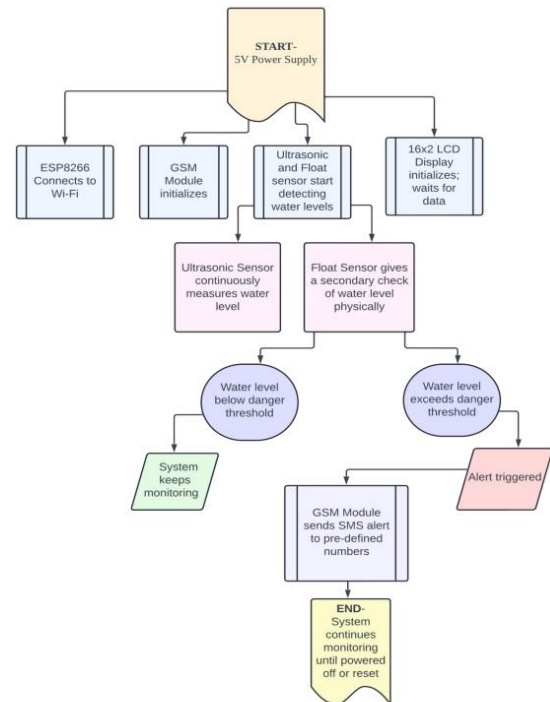 START-
5V Power Supply
ESP8266
Connects to
Wi-Fi
GSM
Module
initializes
Ultrasonic
and Float
sensor start
detecting
water levels
16x2 LCD
Display
initializes;
waits for
data
Ultrasonic Sensor
continuously
measures water
level
Float Sensor gives
a secondary check
of water level
physically
Water level
below danger
threshold
Water level
exceeds danger
threshold
System
keeps
monitoring
Alert triggered
GSM Module
sends SMS alert
to pre-defined
numbers
END-
System
continues
monitoring
until powered
off or reset